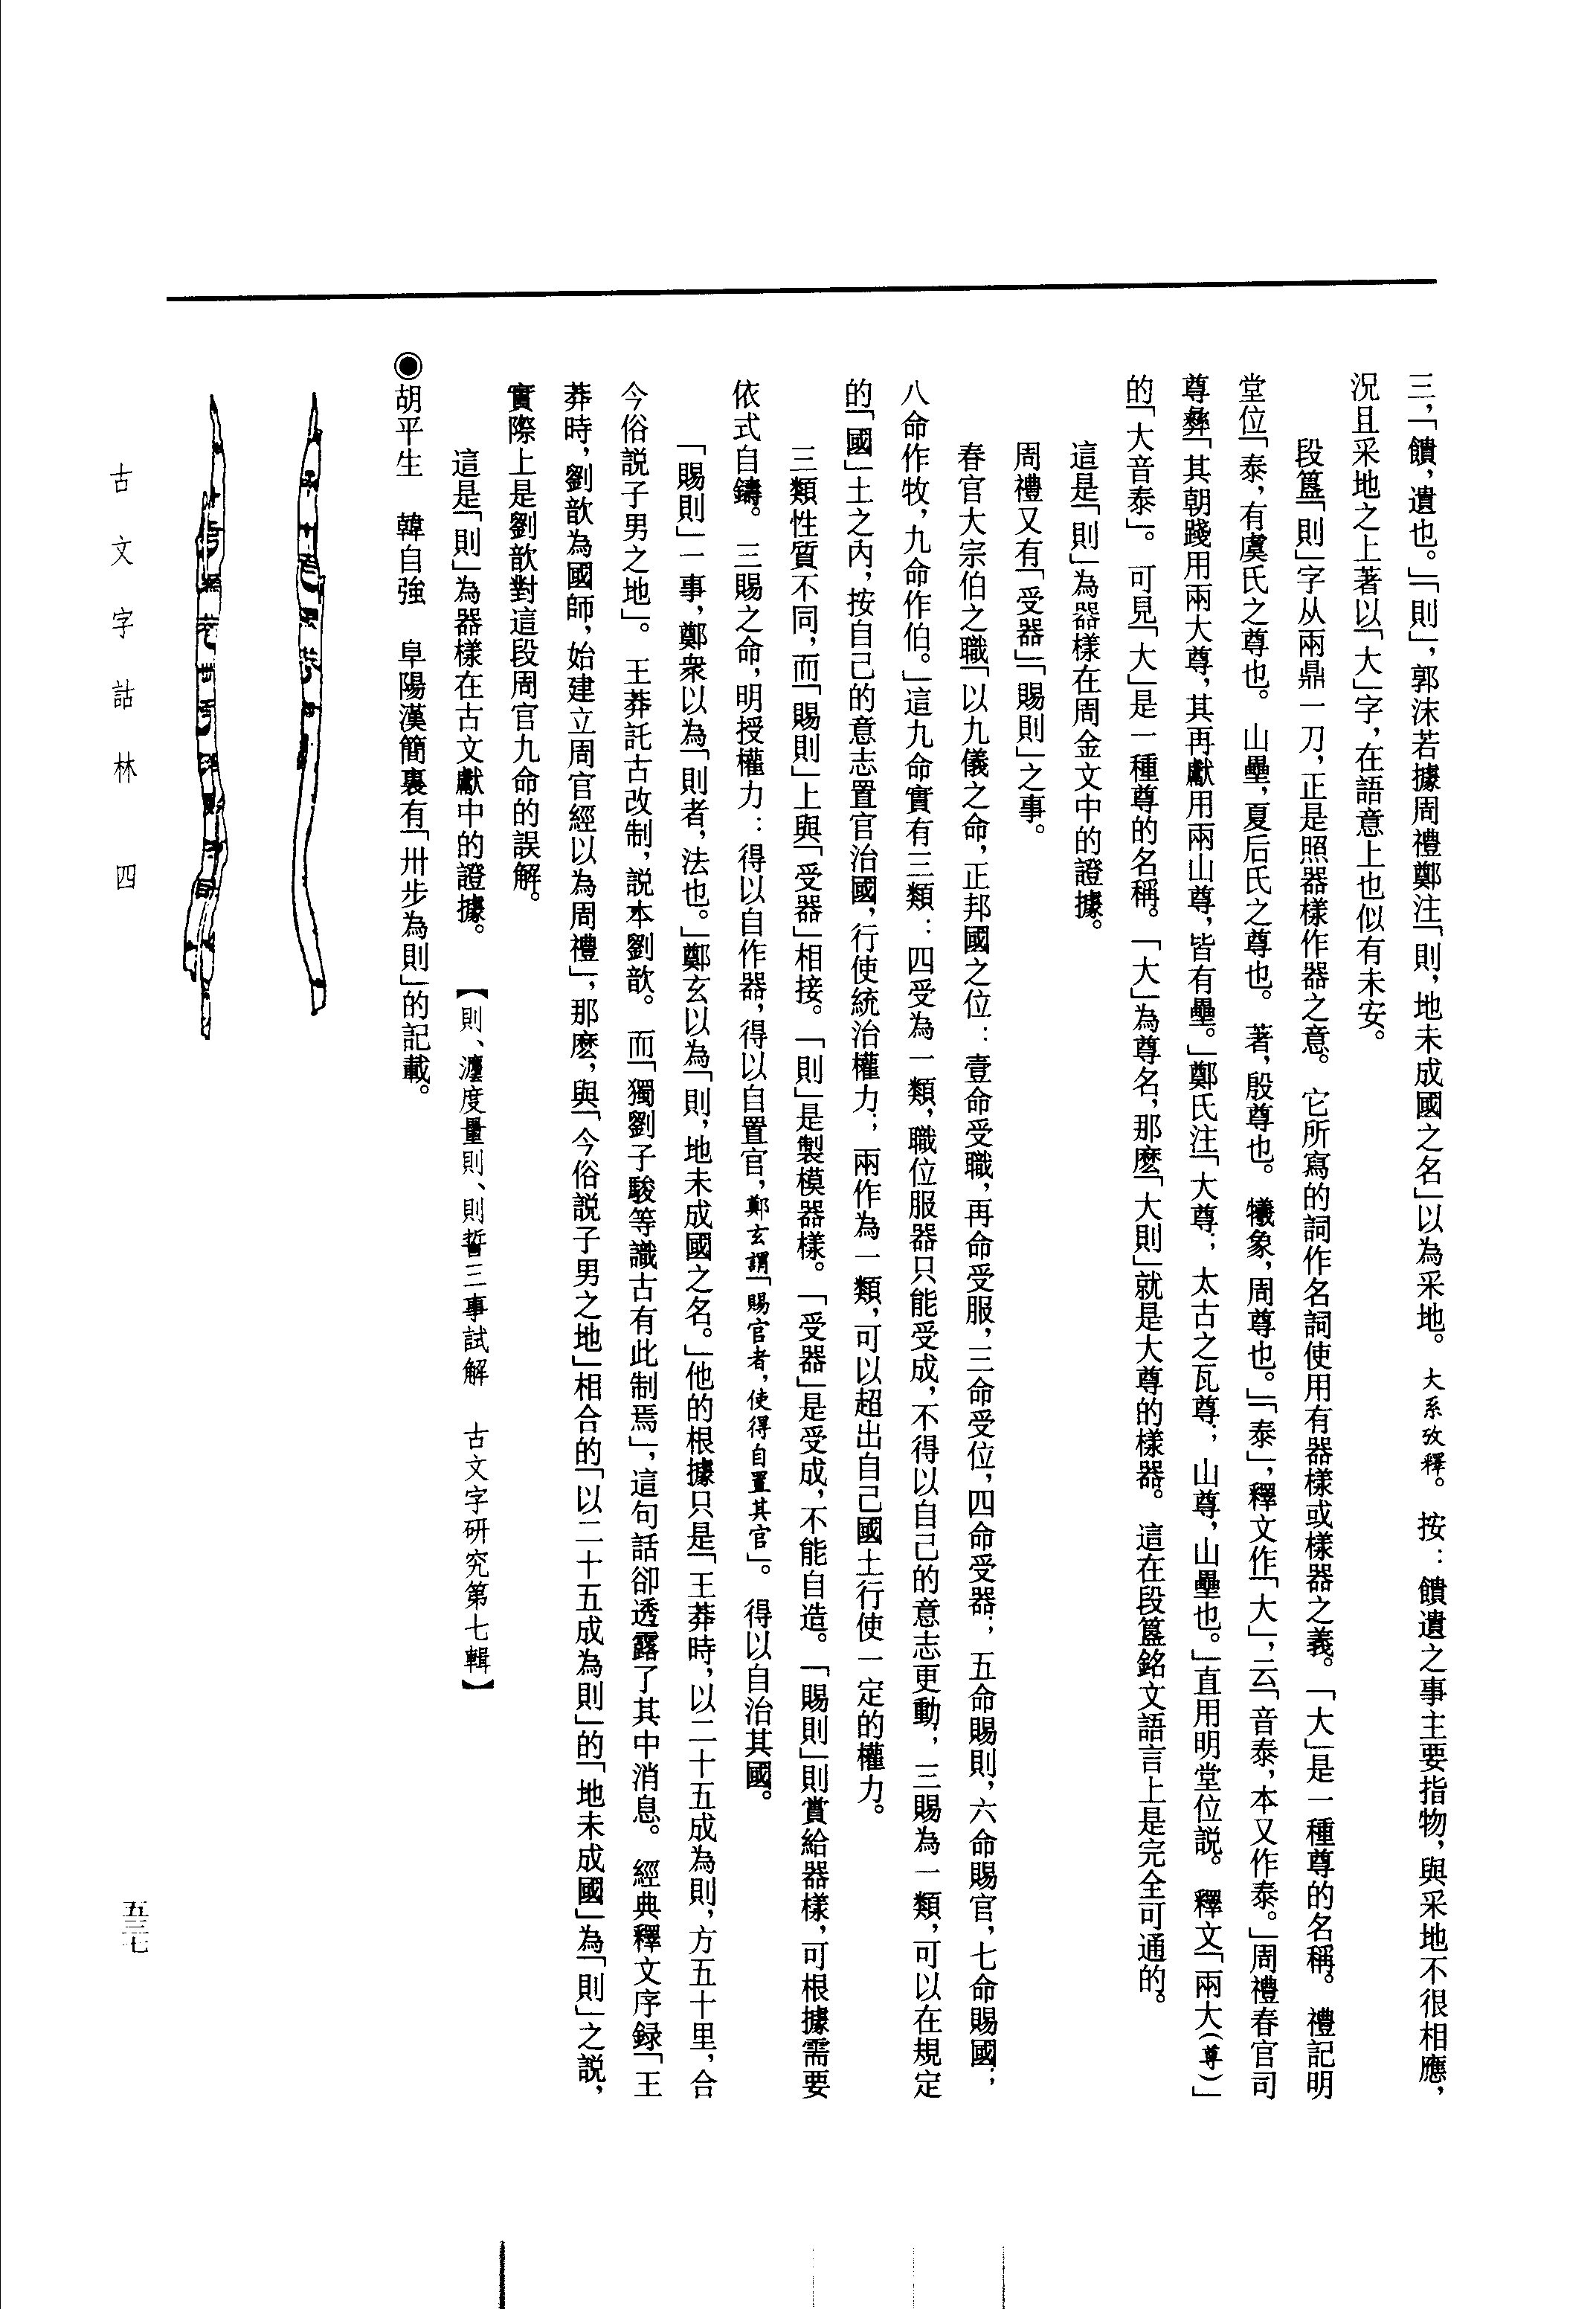 三，「饋，遺也。」「則」，郭沫若據周禮鄭注「則，地未成國之名」以為采地。大系攷釋。按：饋遺之事主要指物，與采地不很相應，
況且采地之上著以「大」字，在語意上也似有未安。
段簋「則」字从兩鼎一刀，正是照器樣作器之意。它所寫的詞作名詞使用有器樣或樣器之義。「大」是一種尊的名稱。禮記明
堂位「泰，有虞氏之尊也。山罍，夏后氏之尊也。著，殷尊也。犧象，周尊也。」「泰」，釋文作「大」，云「音泰，本又作泰。」周禮春官司
尊彝「其朝踐用兩大尊，其再獻用兩山尊，皆有罍。」鄭氏注「大尊；太古之瓦尊；山尊，山罍也。」直用明堂位説。釋文「兩大（尊）」
的「大音泰」。可見「大」是一種尊的名稱。「大」為尊名，那麽「大則」就是大尊的樣器。這在段簋銘文語言上是完全可通的。
這是「則」為器樣在周金文中的證據。
周禮又有「受器」「賜則」之事。
春官大宗伯之職「以九儀之命，正邦國之位：壹命受職，再命受服，三命受位，四命受器；五命賜則，六命賜官，七命賜國；
八命作牧，九命作伯。」這九命實有三類：四受為一類，職位服器只能受成，不得以自己的意志更動；三賜為一類，可以在規定
的「國」土之內，按自己的意志置官治國，行使統治權力；兩作為一類，可以超出自己國土行使一定的權力。
三類性質不同，而「賜則」上與「受器」相接。「則」是製模器樣。「受器」是受成，不能自造。「賜則」則賞給器樣，可根據需要
依式自鑄。三賜之命，明授權力：得以自作器，得以自置官，鄭玄謂「賜官者，使得自置其官」。得以自治其國。
「賜則」一事，鄭衆以為「則者，法也。」鄭玄以為「則，地未成國之名。」他的根據只是「王莽時，以二十五成為則，方五十里，合
今俗説子男之地」。王莽託古改制，説本劉歆。而「獨劉子駿等識古有此制焉」，這句話卻透露了其中消息。經典釋文序録「王
莽時，劉歆為國師，始建立周官經以為周禮」，那麽，與「今俗説子男之地」相合的「以二十五成為則」的「地未成國」為「則」之説，
實際上是劉歆對這段周官九命的誤解。
這是「則」為器樣在古文獻中的證據。【則、灋度量則、則誓三事試解　古文字研究第七輯】
◉胡平生　韓自強　阜陽漢簡裏有「卅步為則」的記載。
古文字詁林　四
五三七